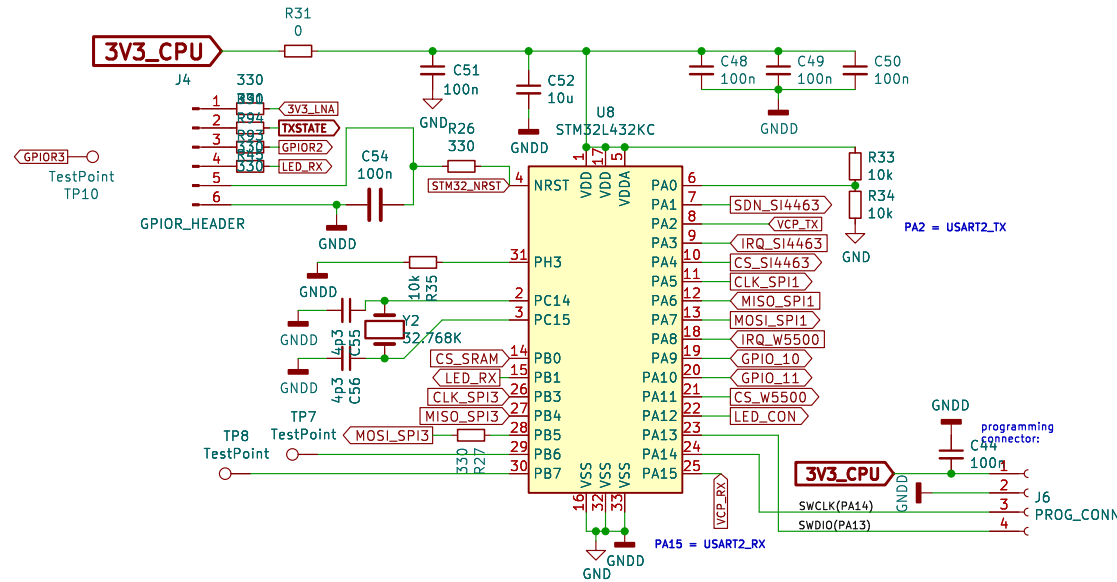 R31
0
3V3_CPU
J4
C51
100n
GND
C52
10u
GNDD
C48
100n
C49
100n
C50
100n
GNDD
U8
STM32L432KC
330
1
3V3_LNA
2
R94
TXSTATE
3
R93
330
GPIOR2
4
R45
330
LED_RX
5
6
GPIOR_HEADER
GPIOR3
TestPoint
TP10
R26
330
C54
100n
GNDD
STM32_NRST
4 NRST
1 VDD
17 VDD
5 VDDA
R33
10k
R34
10k
GND
PA2 = USART2_TX
PA0 6
PA1 7 SDN_SI4463
PA2 8 VCP_TX
PA3 9 IRQ_SI4463
PA4 10 CS_SI4463
PA5 11 CLK_SPI1
PA6 12 MISO_SPI1
PA7 13 MOSI_SPI1
PA8 18 IRQ_W5500
PA9 19 GPIO_10
PA10 20 GPIO_11
PA11 21 CS_W5500
PA12 22 LED_CON
PA13 23
PA14 24
PA15 25
VCP_RX
31 PH3
10k
R35
GNDD
2 PC14
3 PC15
GNDD
4p3
C55
Y2
32.768K
GNDD
4p3
C56
CS_SRAM 14 PB0
LED_RX 15 PB1
CLK_SPI3 26 PB3
MISO_SPI3 27 PB4
MOSI_SPI3 28 PB5
330
R27
29 PB6
30 PB7
TP7
TestPoint
TP8
TestPoint
16 VSS
32 VSS
33 VSS
GND
GNDD
PA15 = USART2_RX
GNDD
programming
connector:
C44
100n
3V3_CPU
GNDD
1
2
3
4
J6
PROG_CONN
SWCLK(PA14)
SWDIO(PA13)